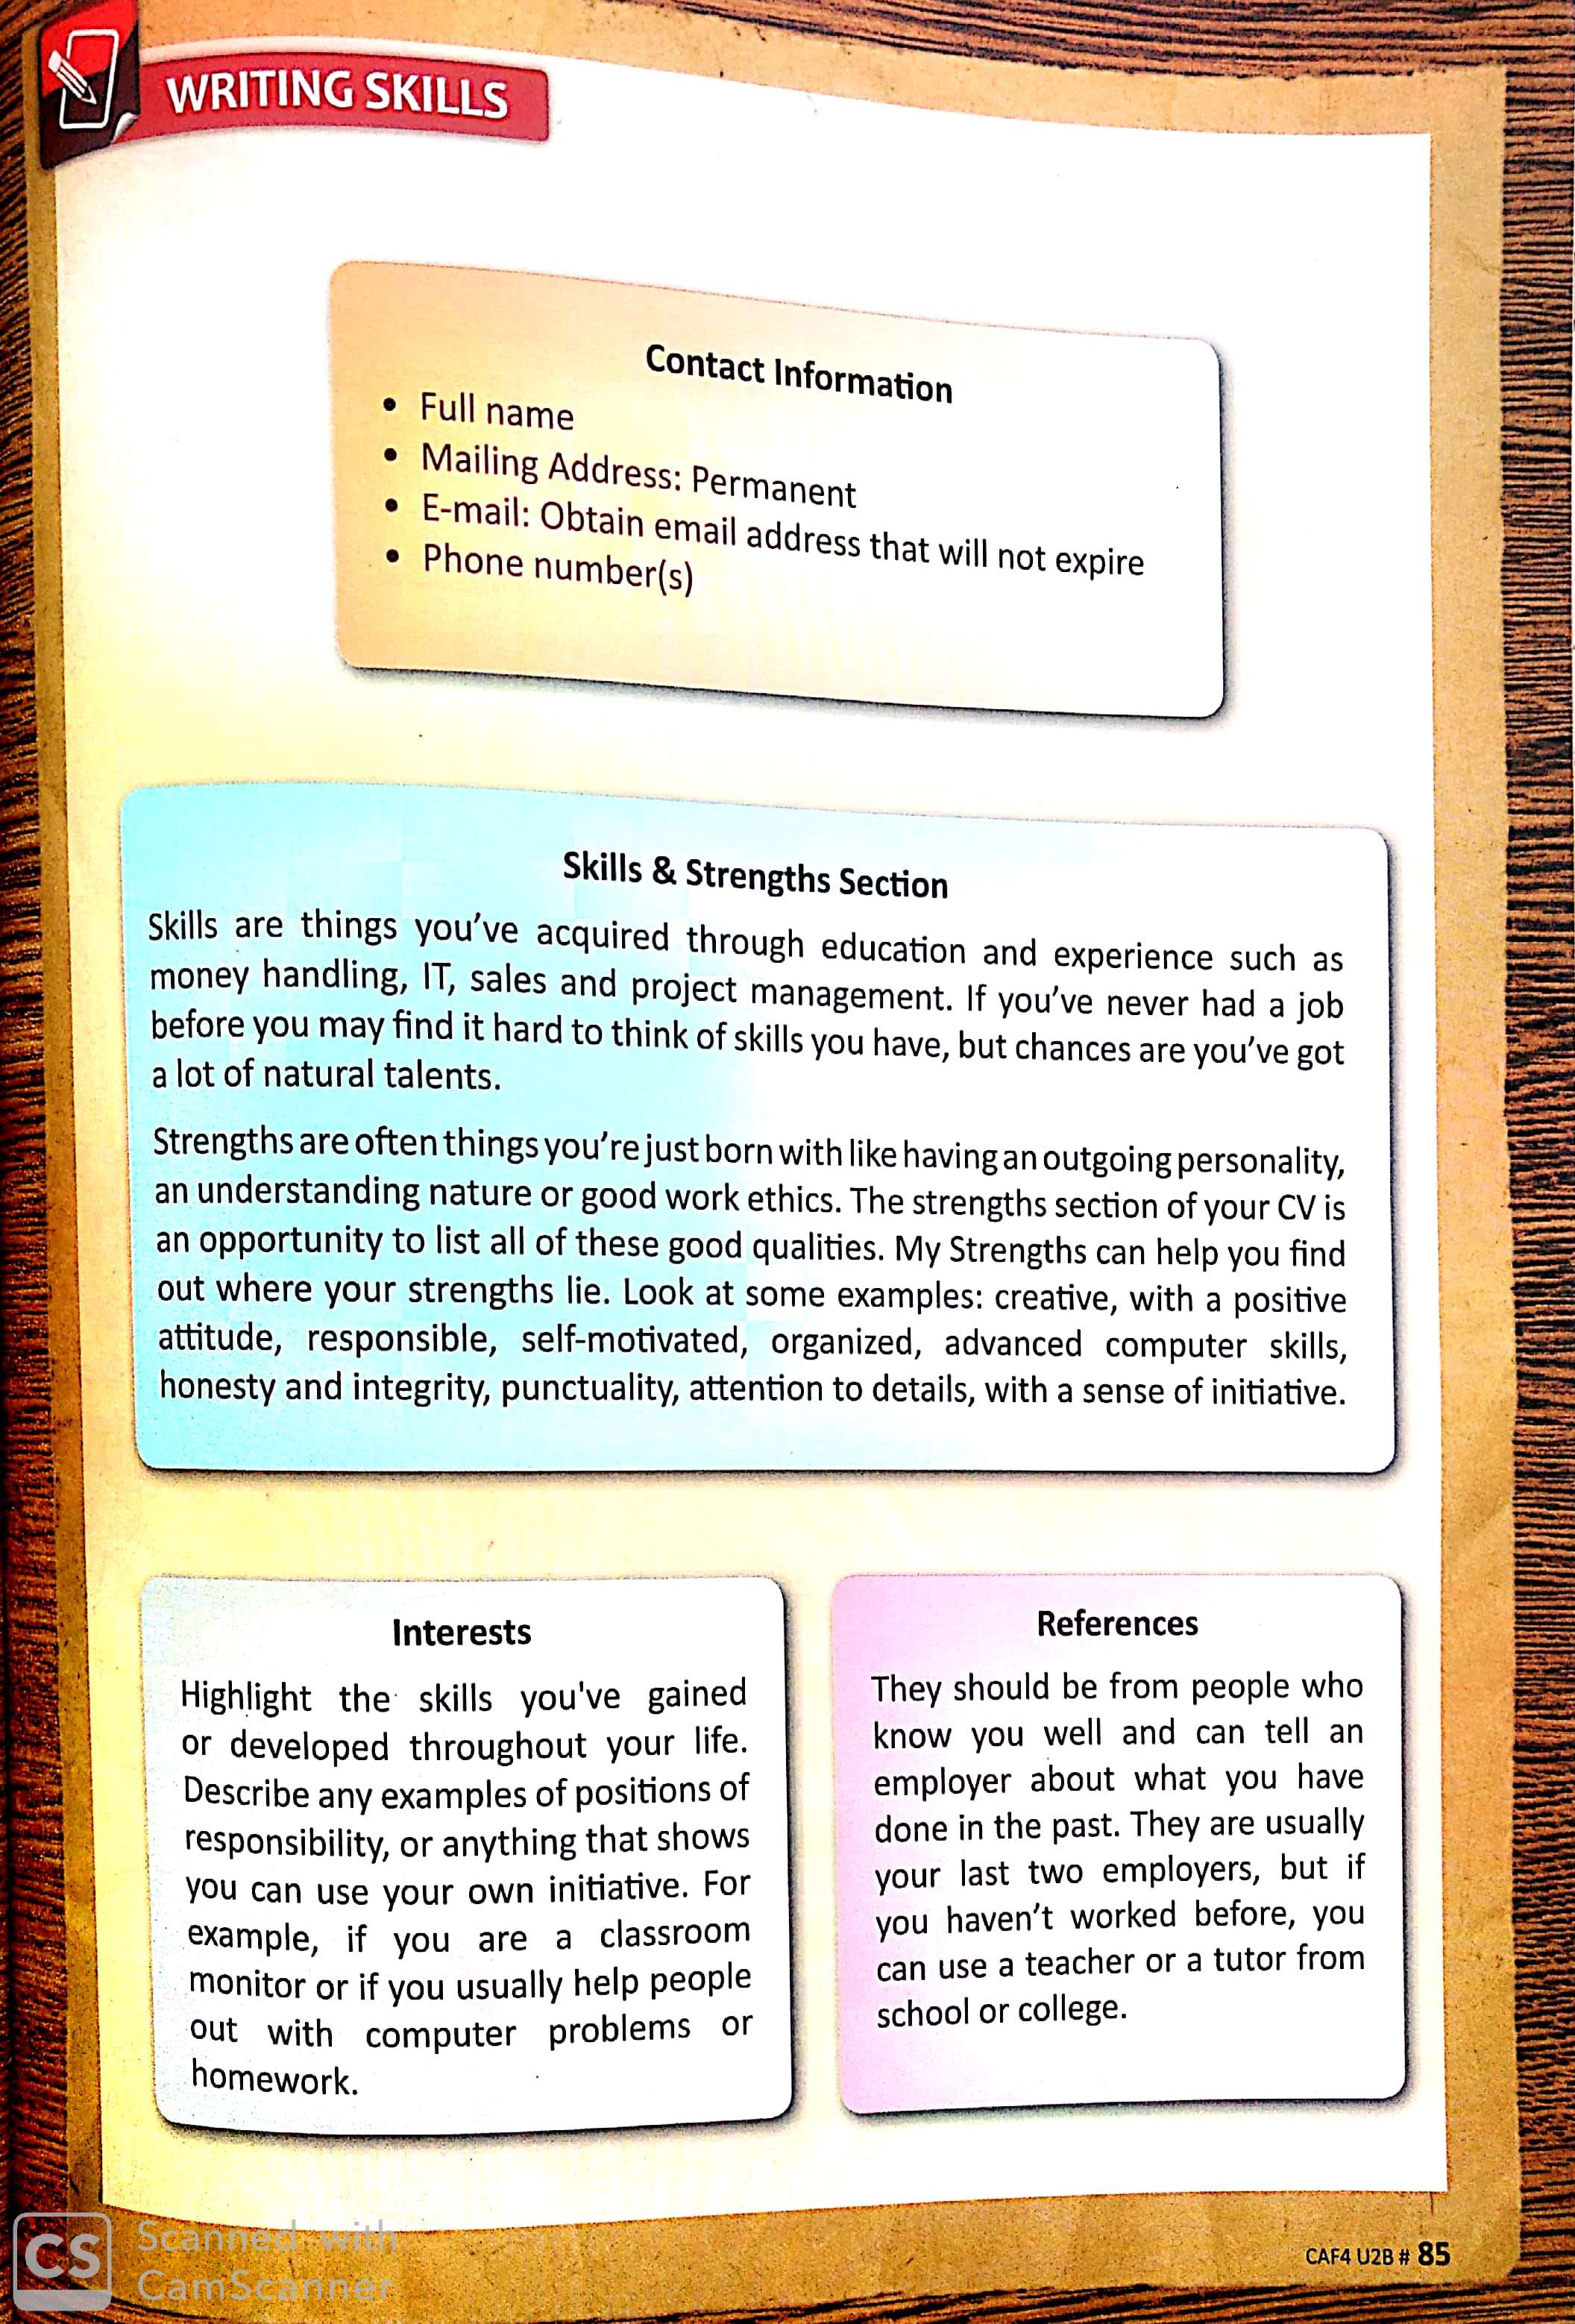 WRITING SKILLS
Contact Information
• Full name
• Mailing Address: Permanent
• E-mail: Obtain email address that will not expire
• Phone number(s)
Skills & Strengths Section
Skills are things you've acquired through education and experience such as
money handling, IT, sales and project management. If you've never had a job
before you may find it hard to think of skills you have, but chances are you've got
a lot of natural talents.
Strengths are often things you're just born with like having an outgoing personality,
an understanding nature or good work ethics. The strengths section of your CV is
an opportunity to list all of these good qualities. My Strengths can help you find
out where your strengths lie. Look at some examples: creative, with a positive
attitude, responsible, self-motivated, organized, advanced computer skills,
honesty and integrity, punctuality, attention to details, with a sense of initiative.
Interests
Highlight the skills you've gained
or developed throughout your life.
Describe any examples of positions of
responsibility, or anything that shows
you can use your own initiative. For
example, if you are a classroom
monitor or if you usually help people
out with computer problems or
homework.
References
They should be from people who
know you well and can tell an
employer about what you have
done in the past. They are usually
your last two employers, but if
you haven't worked before, you
can use a teacher or a tutor from
school or college.
CAF4 U2B # 85
CS
Scanned with
CamScanner